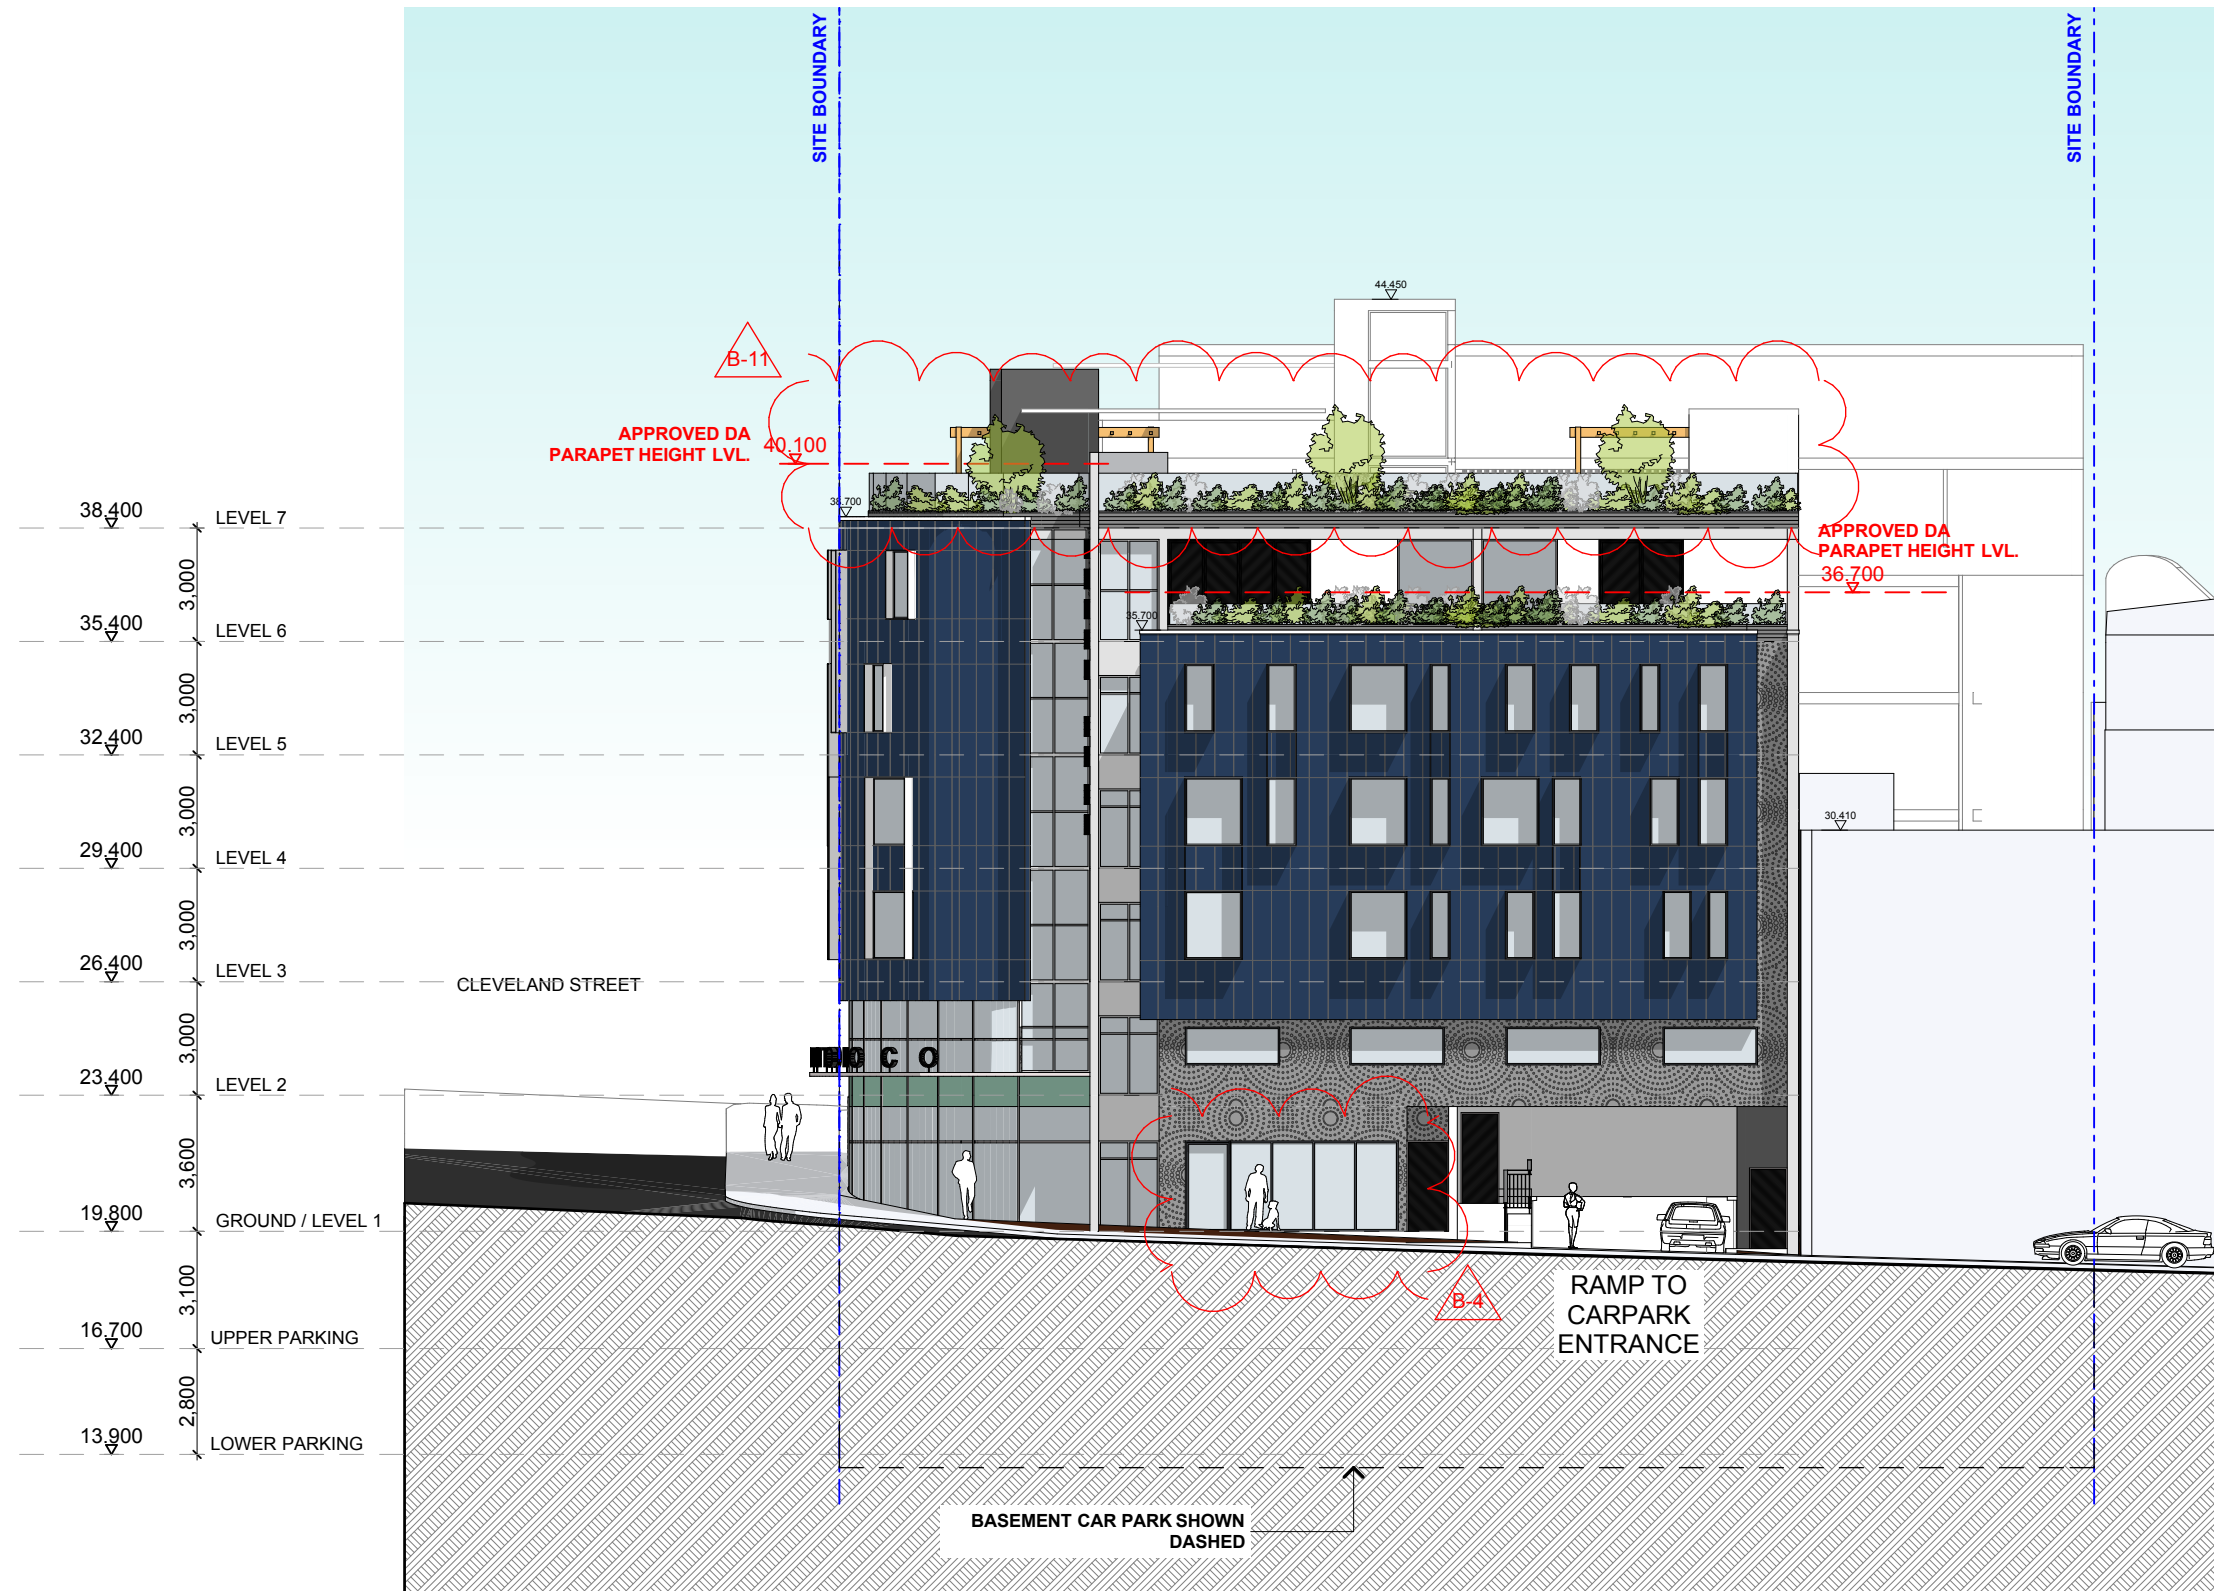 SITE BOUNDARY
SITE BOUNDARY
44.450
B-11
APPROVED DA
PARAPET HEIGHT LVL.
40.100
38.700
38.400
LEVEL 7
APPROVED DA
PARAPET HEIGHT LVL.
36.700
3,000
35.700
35.400
LEVEL 6
3,000
32.400
LEVEL 5
3,000
30.410
29.400
LEVEL 4
3,000
26.400
LEVEL 3
CLEVELAND STREET
3,000
C O
23.400
LEVEL 2
3,600
19.800
GROUND / LEVEL 1
3,100
B-4
RAMP TO
CARPARK
ENTRANCE
16.700
UPPER PARKING
2,800
13.900
LOWER PARKING
BASEMENT CAR PARK SHOWN
DASHED